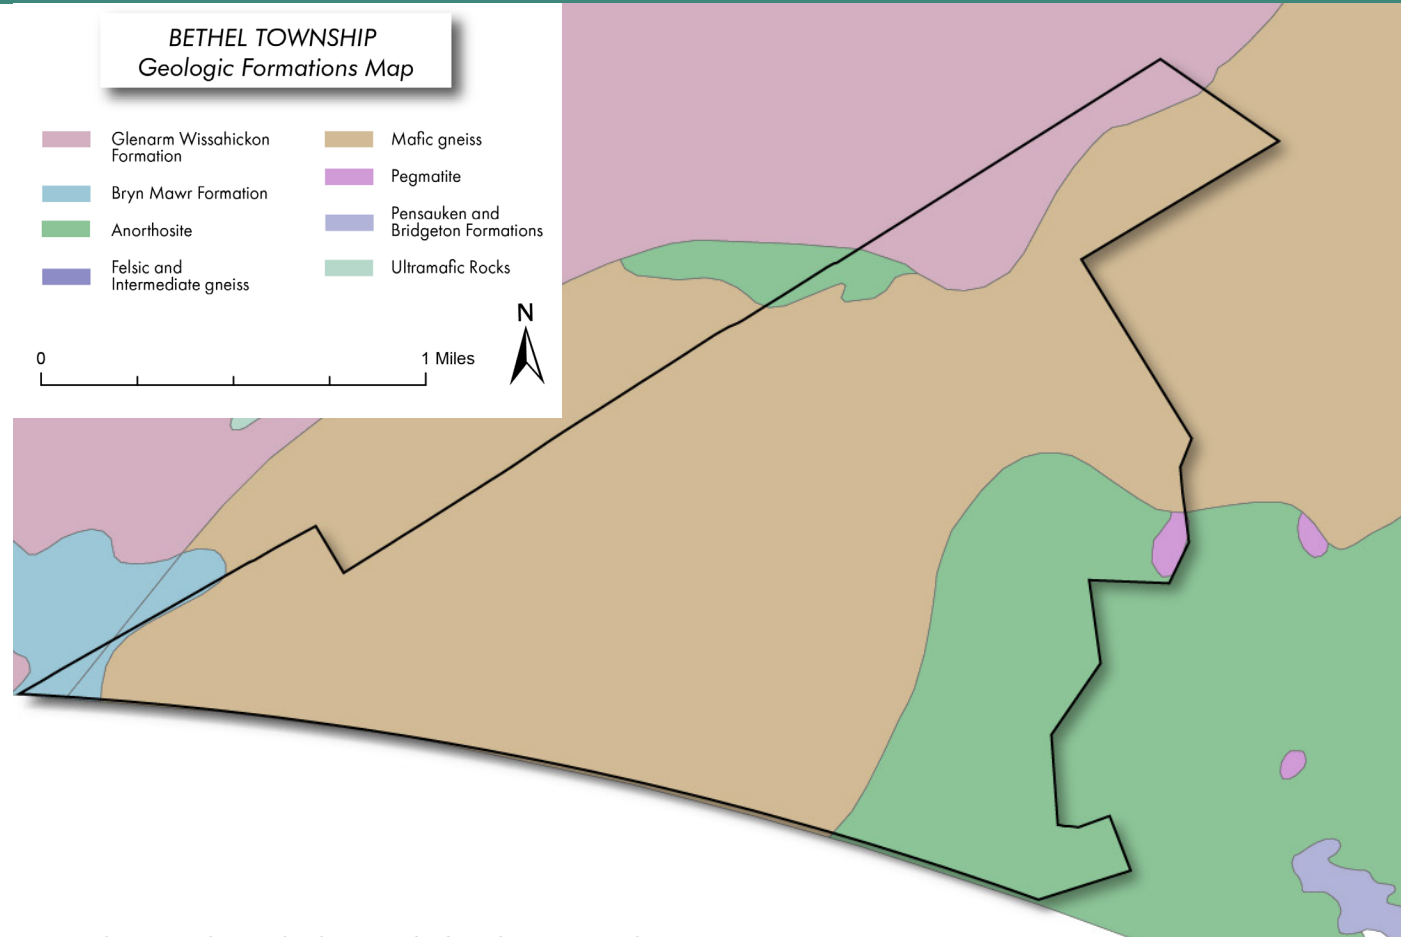 BETHEL TOWNSHIP
Geologic Formations Map
Glenarm Wissahickon
Formation
Bryn Mawr Formation
Anorthosite
Felsic and
Intermediate gneiss
Mafic gneiss
Pegmatite
Pensauken and
Bridgeton Formations
Ultramafic Rocks
N
0
1 Miles